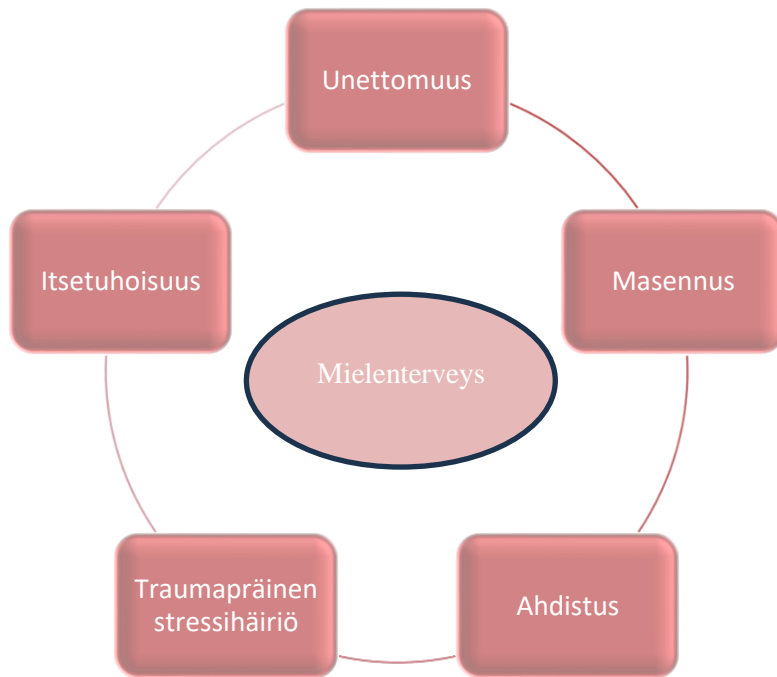 Unettomuus
Itsetuhoisuus
Masennus
Mielenterveys
Traumapräinen
stressihäiriö
Ahdistus